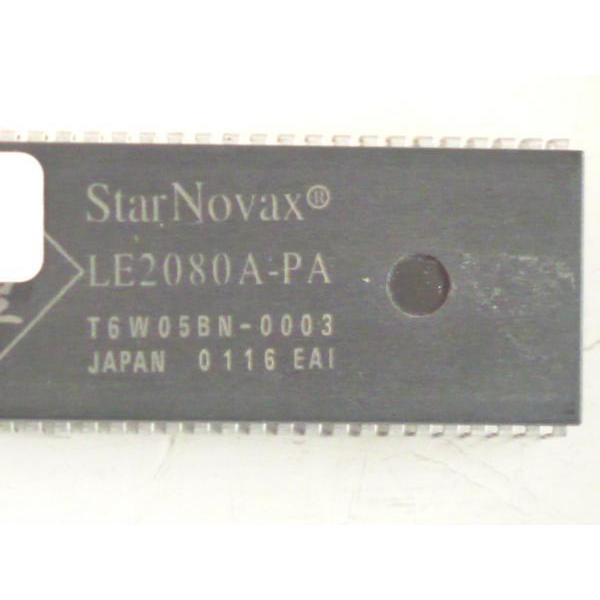 StarNovax®
LE2080A-PA
T6W05BN-0003
JAPAN 0116 EAI